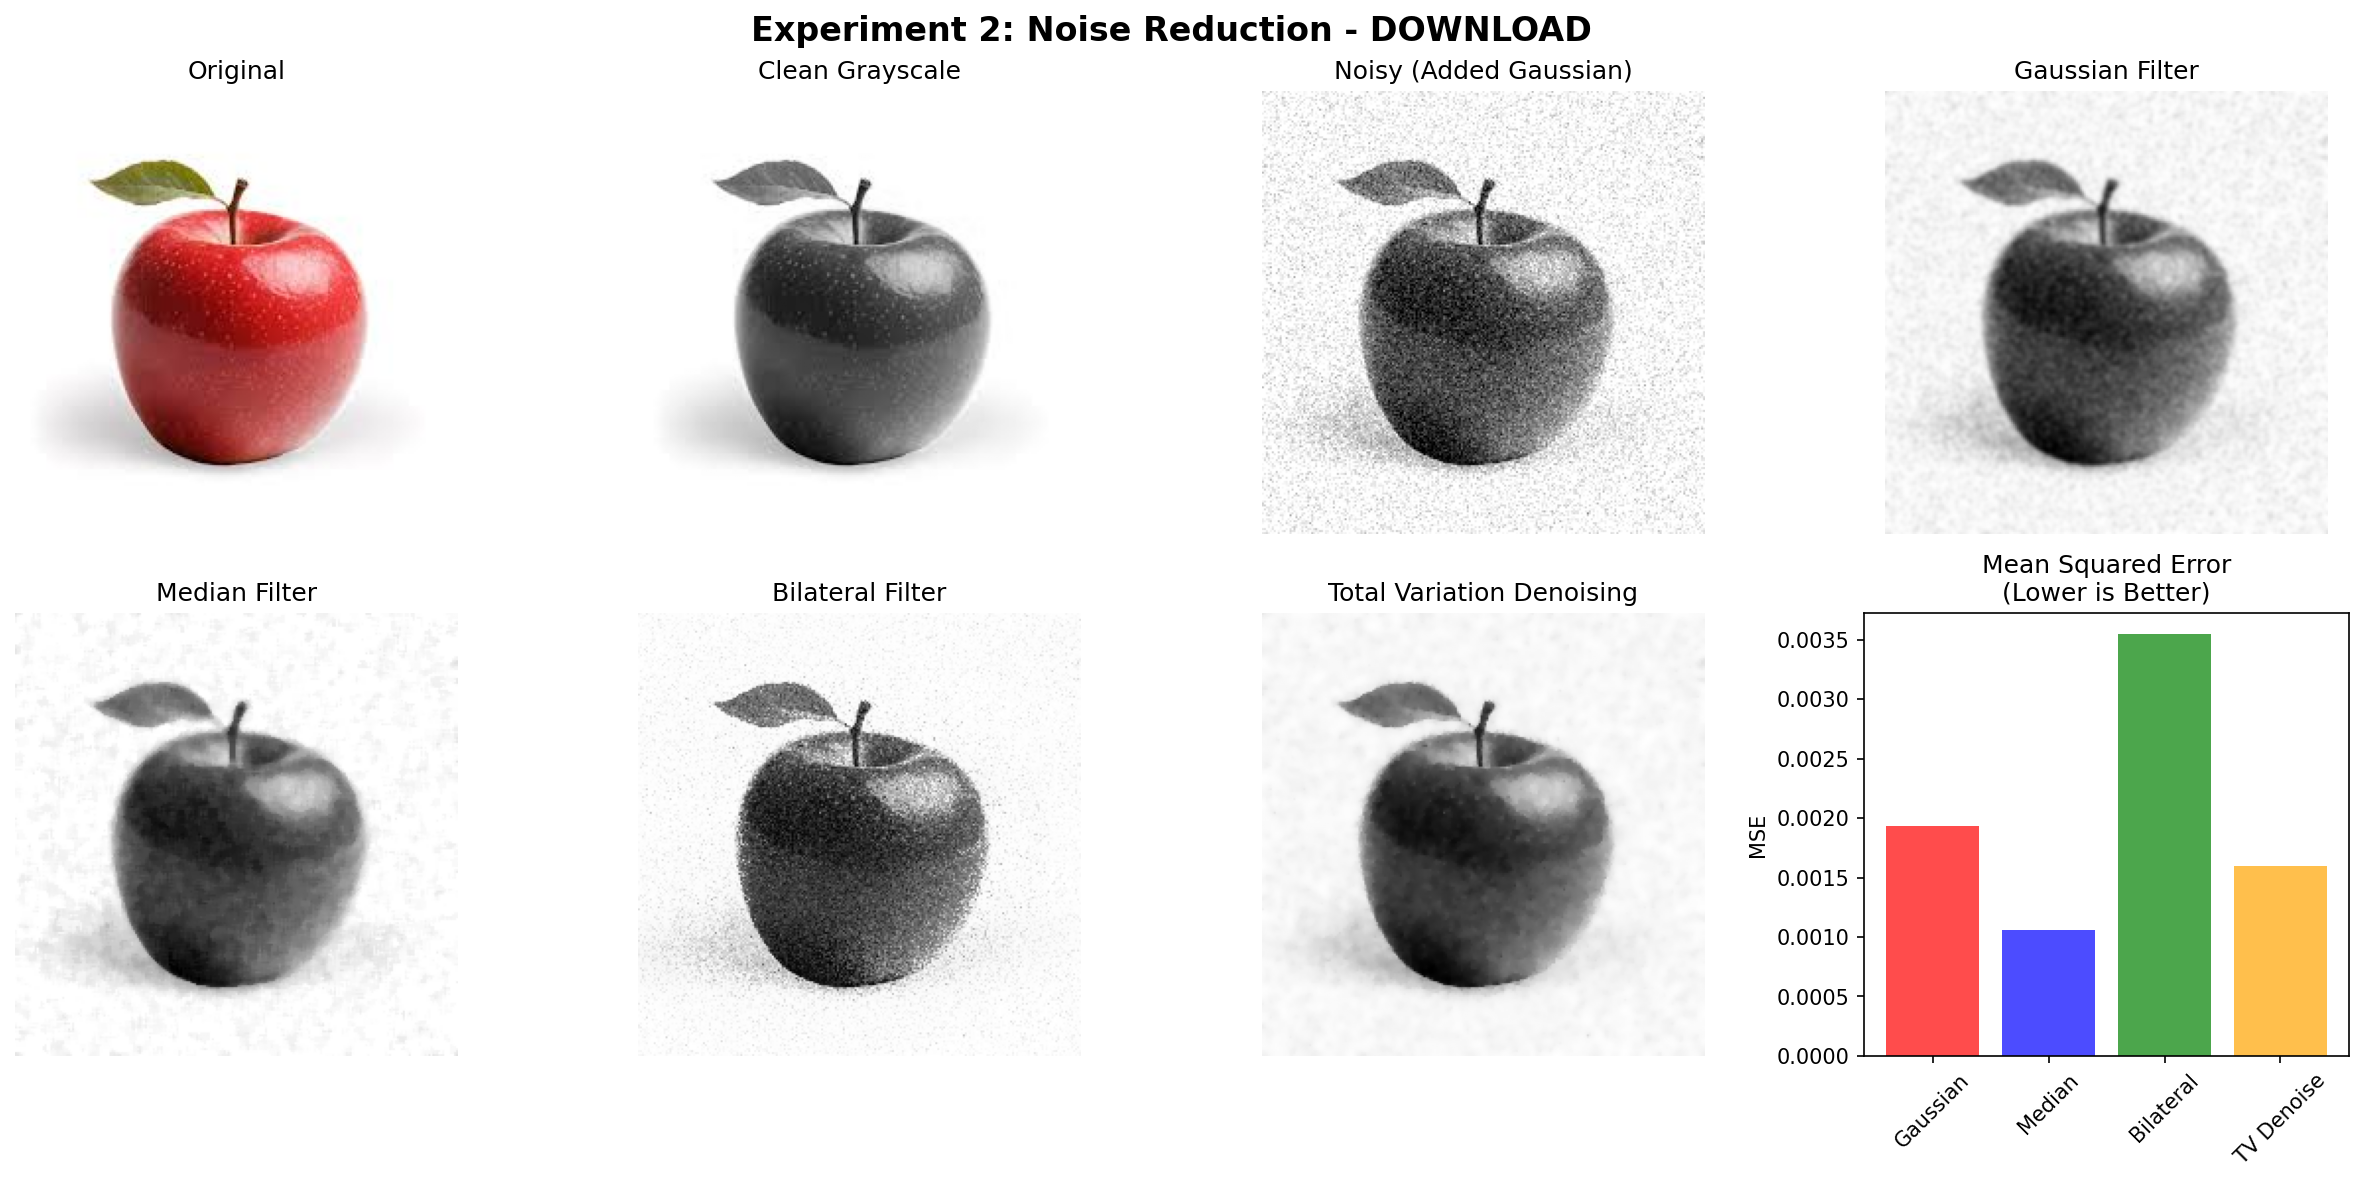 Experiment 2: Noise Reduction - DOWNLOAD
Original
Clean Grayscale
Noisy (Added Gaussian)
Gaussian Filter
Median Filter
Bilateral Filter
Total Variation Denoising
Mean Squared Error
(Lower is Better)
MSE
0.0035
0.0030
0.0025
0.0020
0.0015
0.0010
0.0005
0.0000
Gaussian
Median
Bilateral
TV Denoise